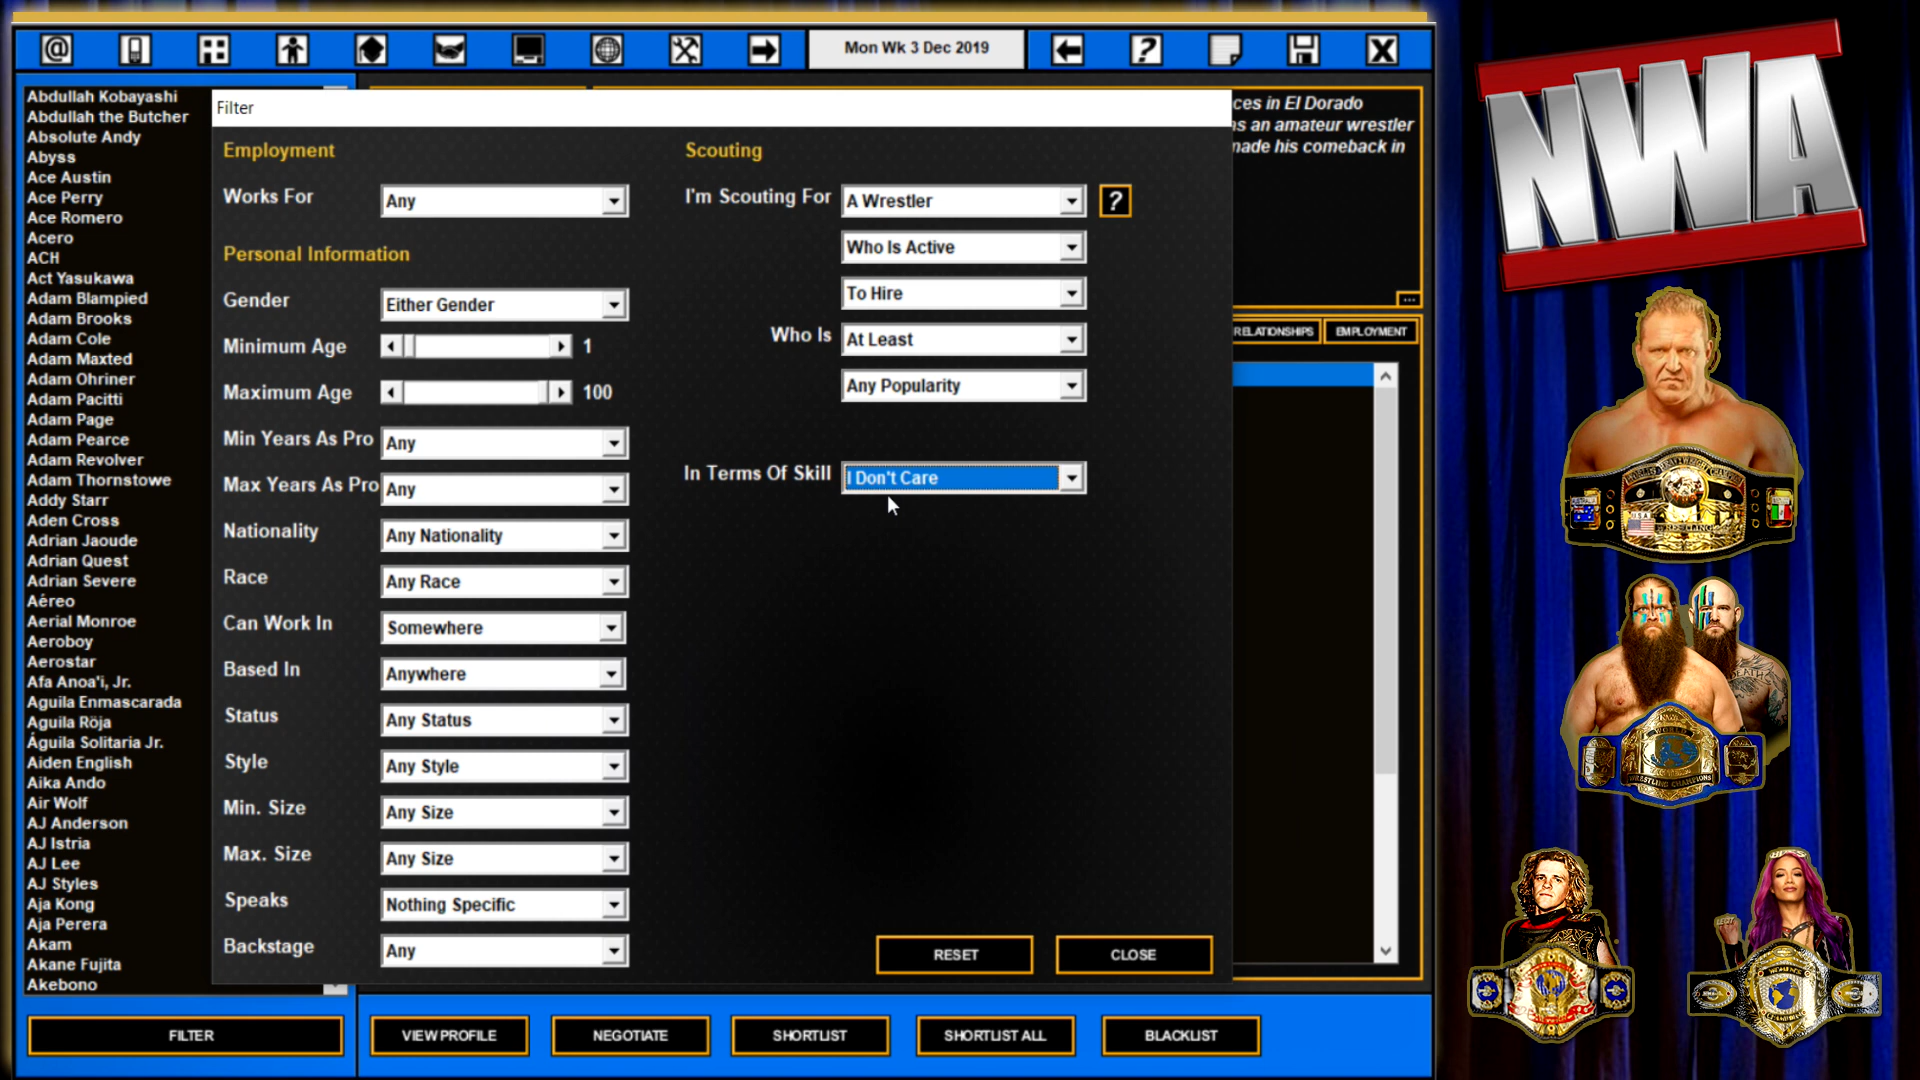 Mon Wk 3 Dec 2019
Abdullah Kobayashi
Abdullah the Butcher
Absolute Andy
Abyss
Ace Austin
Ace Perry
Ace Romero
Acero
ACH
Act Yasukawa
Adam Blampied
Adam Brooks
Adam Cole
Adam Maxted
Adam Ohriner
Adam Pacitti
Adam Page
Adam Pearce
Adam Revolver
Adam Thornstowe
Addy Starr
Aden Cross
Adrian Jaoude
Adrian Quest
Adrian Severe
Aéreo
Aerial Monroe
Aeroboy
Aerostar
Afa Anoa'i, Jr.
Aguila Enmascarada
Aguila Röja
Águila Solitaria Jr.
Aiden English
Aika Ando
Air Wolf
AJ Anderson
AJ Istria
AJ Lee
AJ Styles
Aja Kong
Aja Perera
Akam
Akane Fujita
Akebono
Filter
Employment
Works For Any
Personal Information
Gender Either Gender
Minimum Age 1
Maximum Age 100
Min Years As Pro Any
Max Years As Pro Any
Nationality Any Nationality
Race Any Race
Can Work In Somewhere
Based In Anywhere
Status Any Status
Style Any Style
Min. Size Any Size
Max. Size Any Size
Speaks Nothing Specific
Backstage Any
Scouting
I'm Scouting For A Wrestler ?
Who Is Active
To Hire
Who Is At Least
Any Popularity
In Terms Of Skill I Don't Care
RESET CLOSE
ces in El Dorado
as an amateur wrestler
made his comeback in
...
RELATIONSHIPS EMPLOYMENT
FILTER VIEW PROFILE NEGOTIATE SHORTLIST SHORTLIST ALL BLACKLIST
NWA